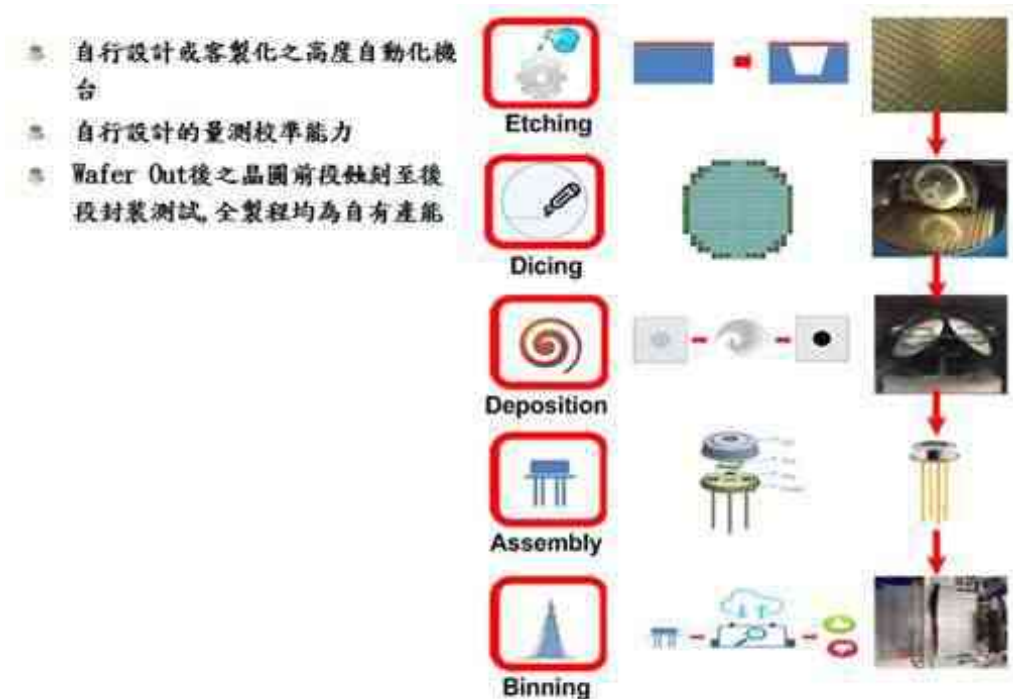 自行設計或客製化之高度自動化機
台
自行設計的量測校準能力
Wafer Out後之晶圓前段蝕刻至後
段封裝測試,全製程均為自有產能
Etching
Dicing
Deposition
Assembly
Binning